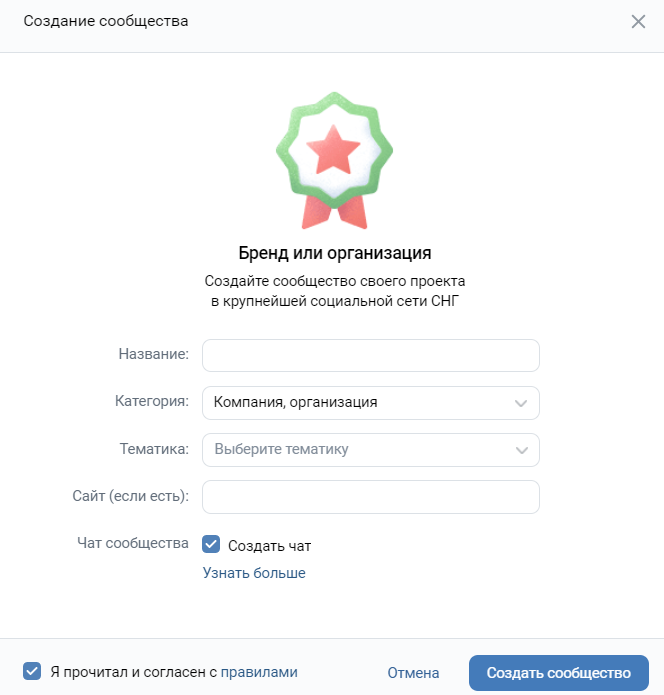 Создание сообщества
Бренд или организация
Создайте сообщество своего проекта
в крупнейшей социальной сети СНГ
Название:
Категория: Компания, организация
Тематика: Выберите тематику
Сайт (если есть):
Чат сообщества Создать чат
Узнать больше
Я прочитал и согласен с правилами Отмена Создать сообщество